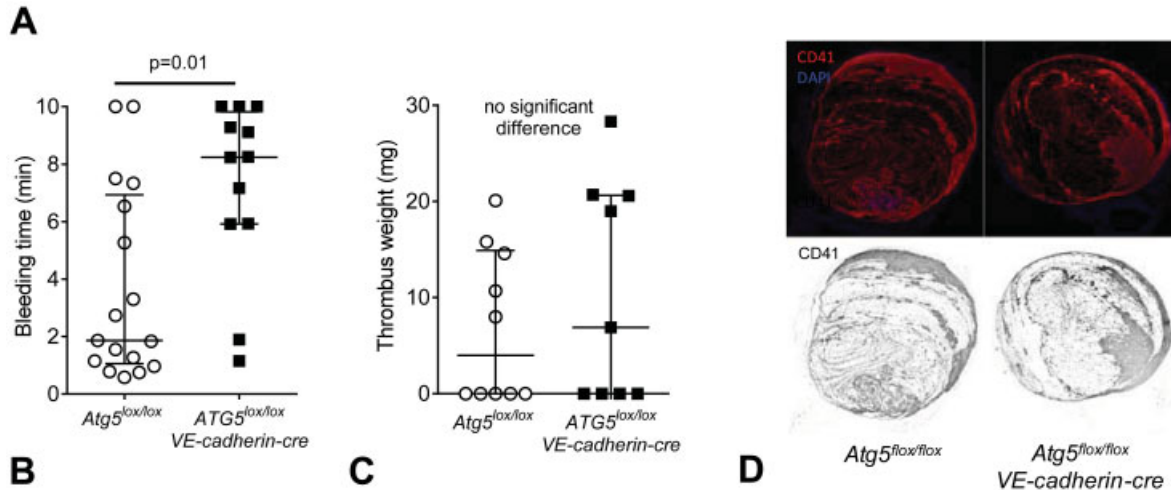 A
p=0.01
Bleeding time (min)
10
8
6
4
2
0
Atg5lox/lox
ATG5lox/lox
VE-cadherin-cre
B
no significant
difference
Thrombus weight (mg)
30
20
10
0
Atg5lox/lox
ATG5lox/lox
VE-cadherin-cre
C
CD41
DAPI
CD41
Atg5flox/flox
Atg5flox/flox
VE-cadherin-cre
D